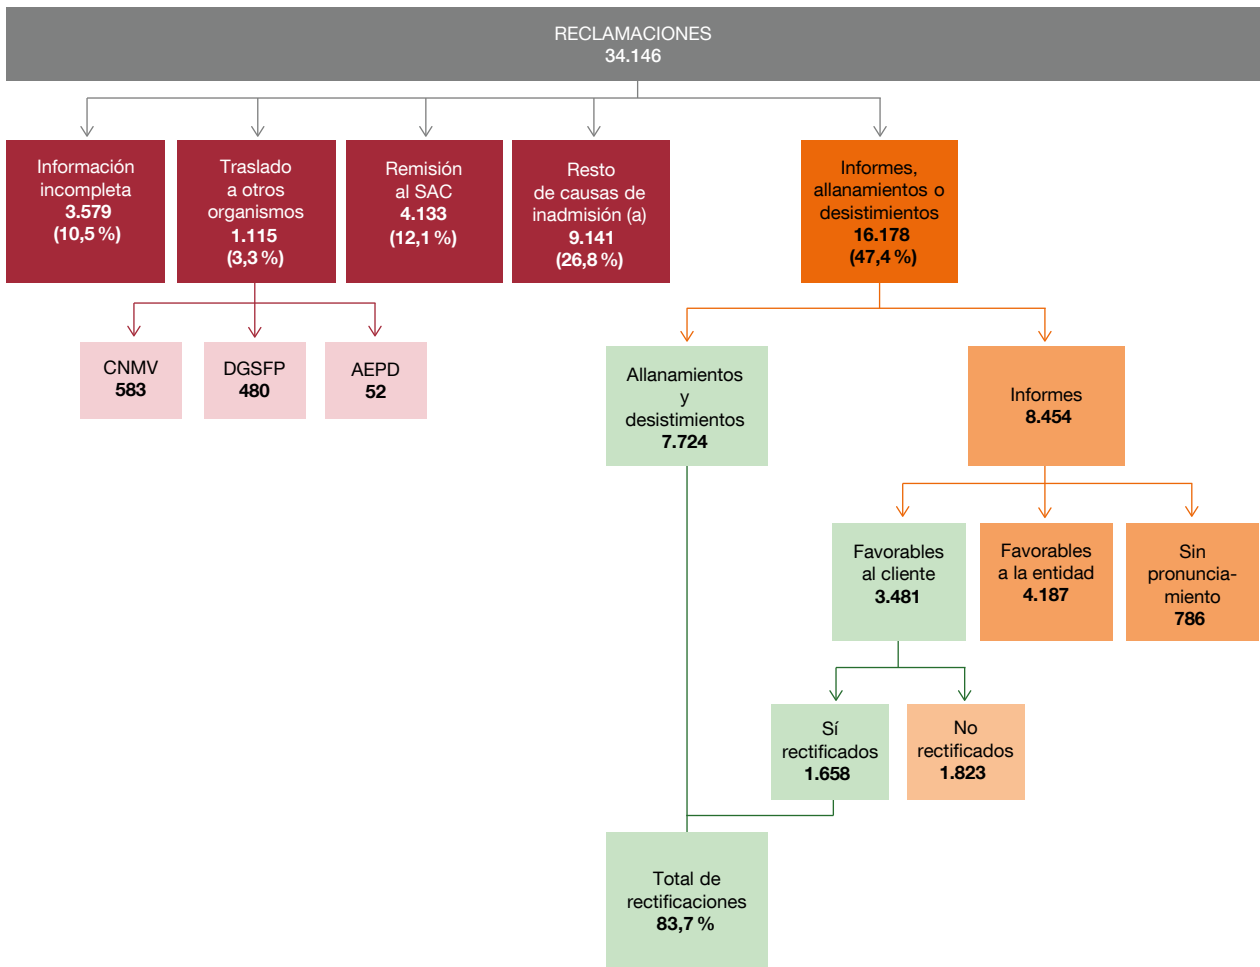 RECLAMACIONES
34.146
Información
incompleta
3.579
(10,5 %)
Traslado
a otros
organismos
1.115
(3,3 %)
Remisión
al SAC
4.133
(12,1 %)
Resto
de causas de
inadmisión (a)
9.141
(26,8 %)
Informes,
allanamientos o
desistimientos
16.178
(47,4 %)
CNMV
583
DGSFP
480
AEPD
52
Allanamientos
y
desistimientos
7.724
Informes
8.454
Favorables
al cliente
3.481
Favorables
a la entidad
4.187
Sin
pronuncia-
miento
786
Sí
rectificados
1.658
No
rectificados
1.823
Total de
rectificaciones
83,7 %